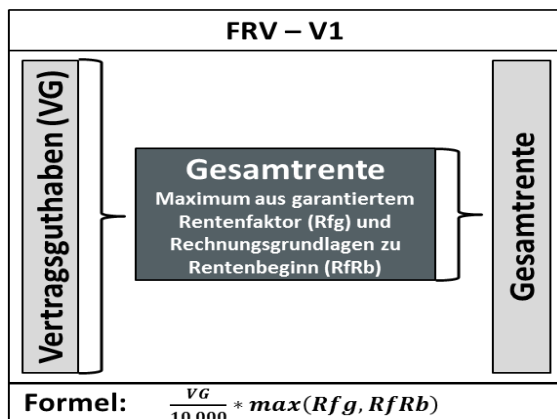 FRV – V1
Vertragsguthaben (VG)
Gesamtrente
Maximum aus garantiertem
Rentenfaktor (Rfg) und
Rechnungsgrundlagen zu
Rentenbeginn (RfRb)
Gesamtrente
Formel: VG/10.000 * max(Rfg, RfRb)